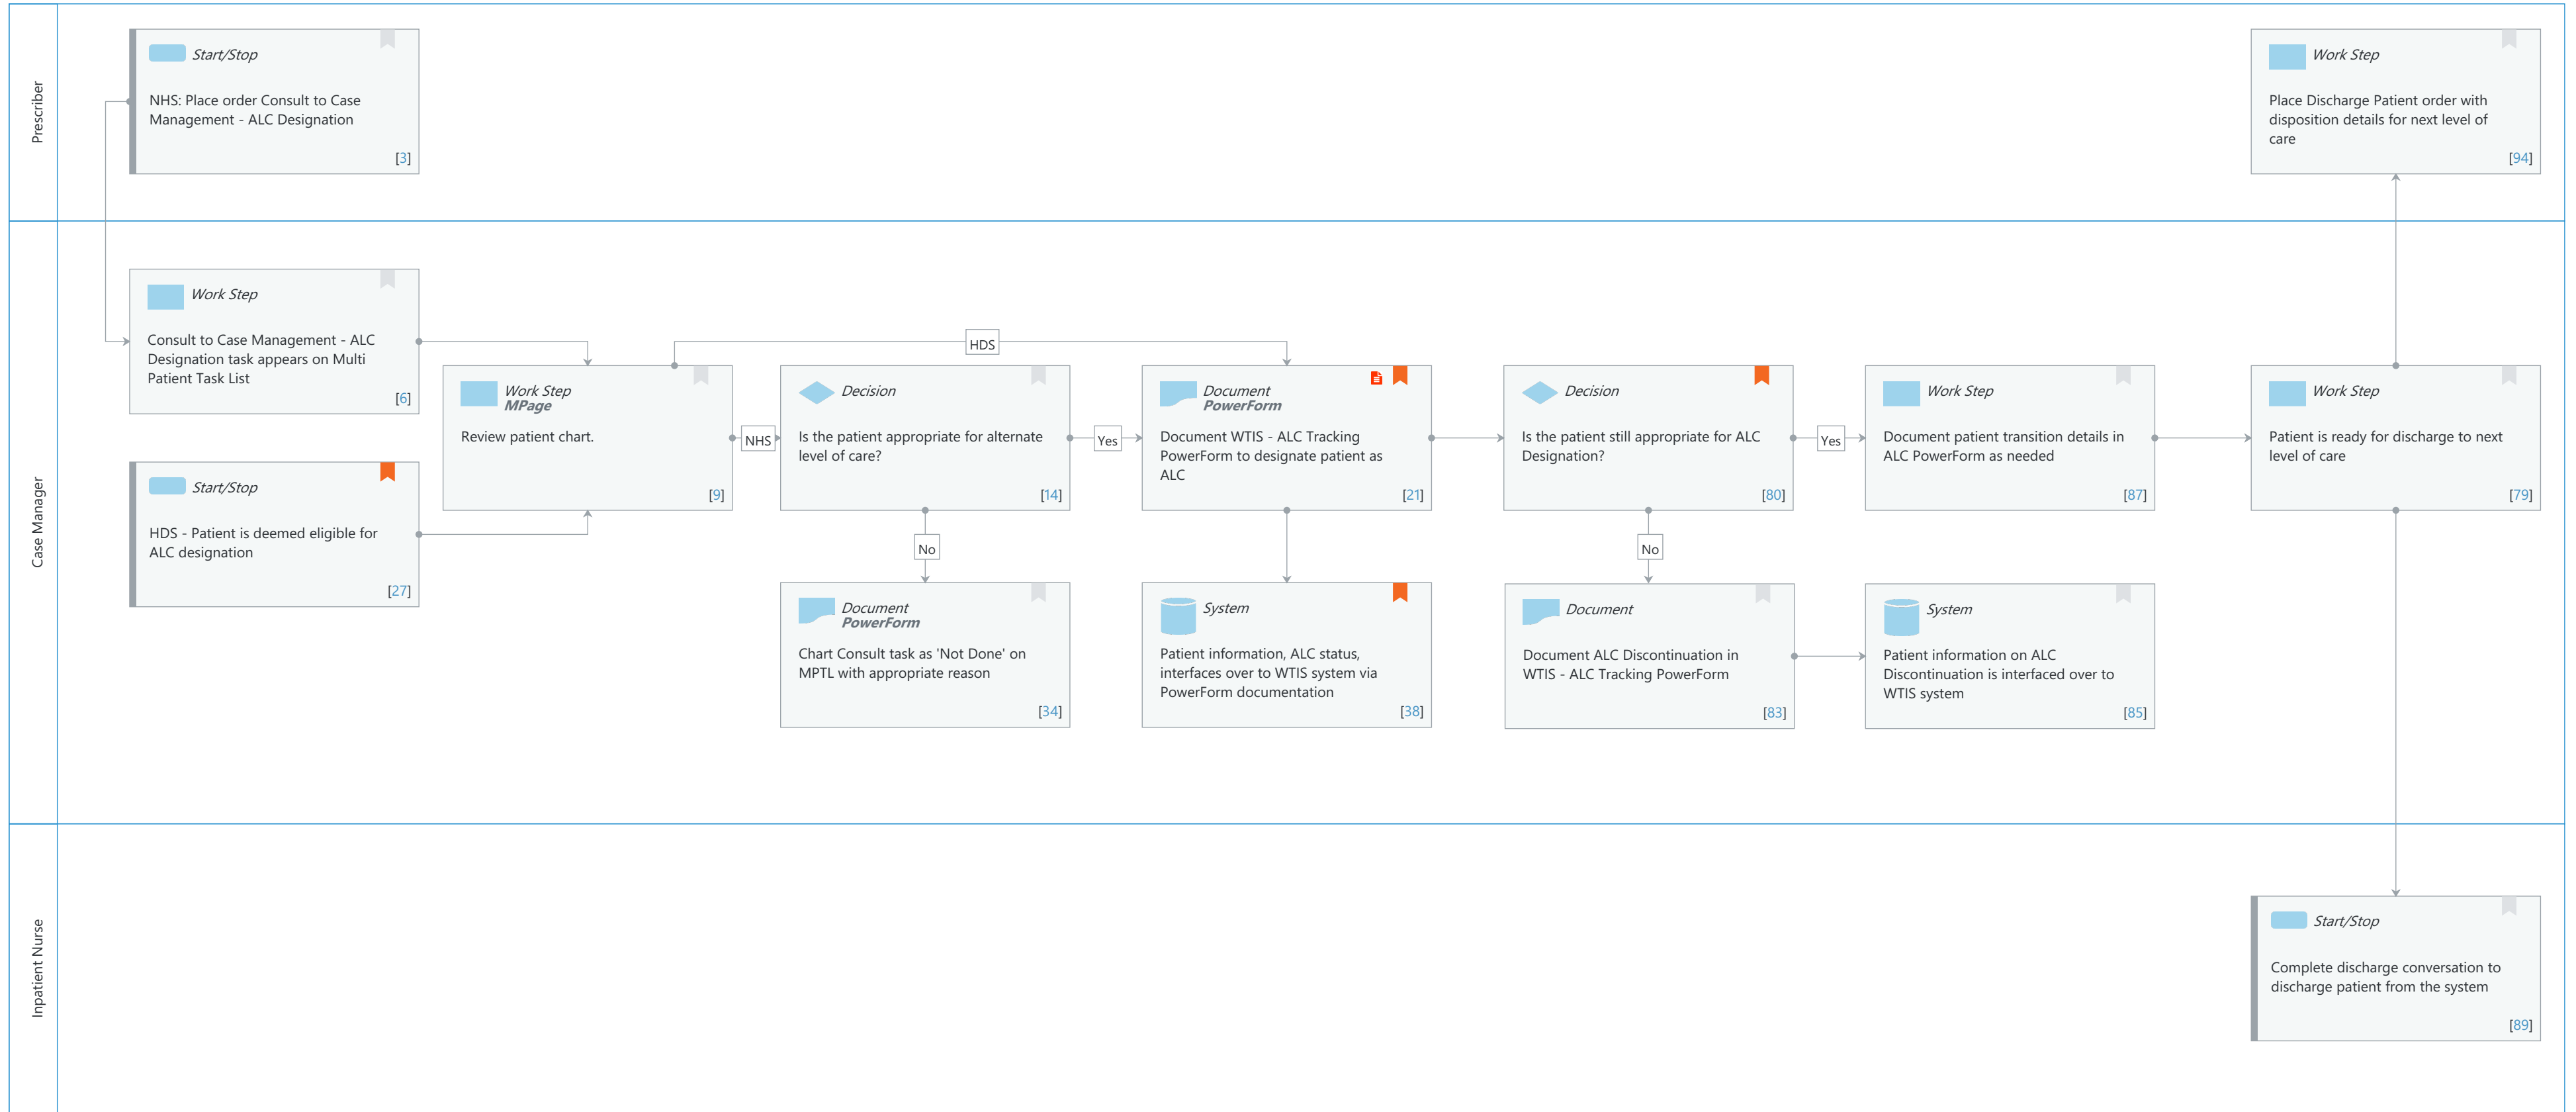 Prescriber
Start/Stop
NHS: Place order Consult to Case
Management - ALC Designation
[3]
Work Step
Place Discharge Patient order with
disposition details for next level of
care
[94]
Case Manager
Work Step
Consult to Case Management - ALC
Designation task appears on Multi
Patient Task List
[6]
Start/Stop
HDS - Patient is deemed eligible for
ALC designation
[27]
Work Step
MPage
Review patient chart.
[9]
HDS
NHS
Decision
Is the patient appropriate for alternate
level of care?
[14]
Yes
No
Document
PowerForm
Chart Consult task as 'Not Done' on
MPTL with appropriate reason
[34]
Document
PowerForm
Document WTIS - ALC Tracking
PowerForm to designate patient as
ALC
[21]
System
Patient information, ALC status,
interfaces over to WTIS system via
PowerForm documentation
[38]
Decision
Is the patient still appropriate for ALC
Designation?
[80]
Yes
No
Document
Document ALC Discontinuation in
WTIS - ALC Tracking PowerForm
[83]
Work Step
Document patient transition details in
ALC PowerForm as needed
[87]
System
Patient information on ALC
Discontinuation is interfaced over to
WTIS system
[85]
Work Step
Patient is ready for discharge to next
level of care
[79]
Inpatient Nurse
Start/Stop
Complete discharge conversation to
discharge patient from the system
[89]